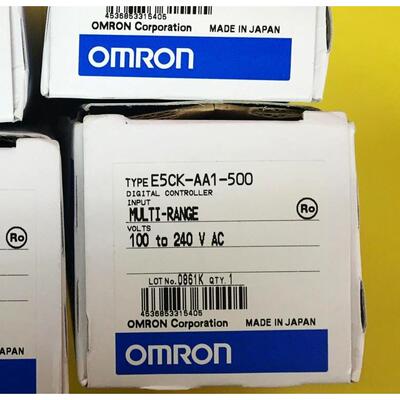 4536853315405
OMRON Corporation MADE IN JAPAN
OMRON
TYPE E5CK-AA1-500
DIGITAL CONTROLLER
INPUT
MULTI-RANGE
VOLTS
100 to 240 V AC
Ro
LOT No. 0861K QTY. 1
4536853315405
OMRON Corporation MADE IN JAPAN
OMRON
Ro
APAN